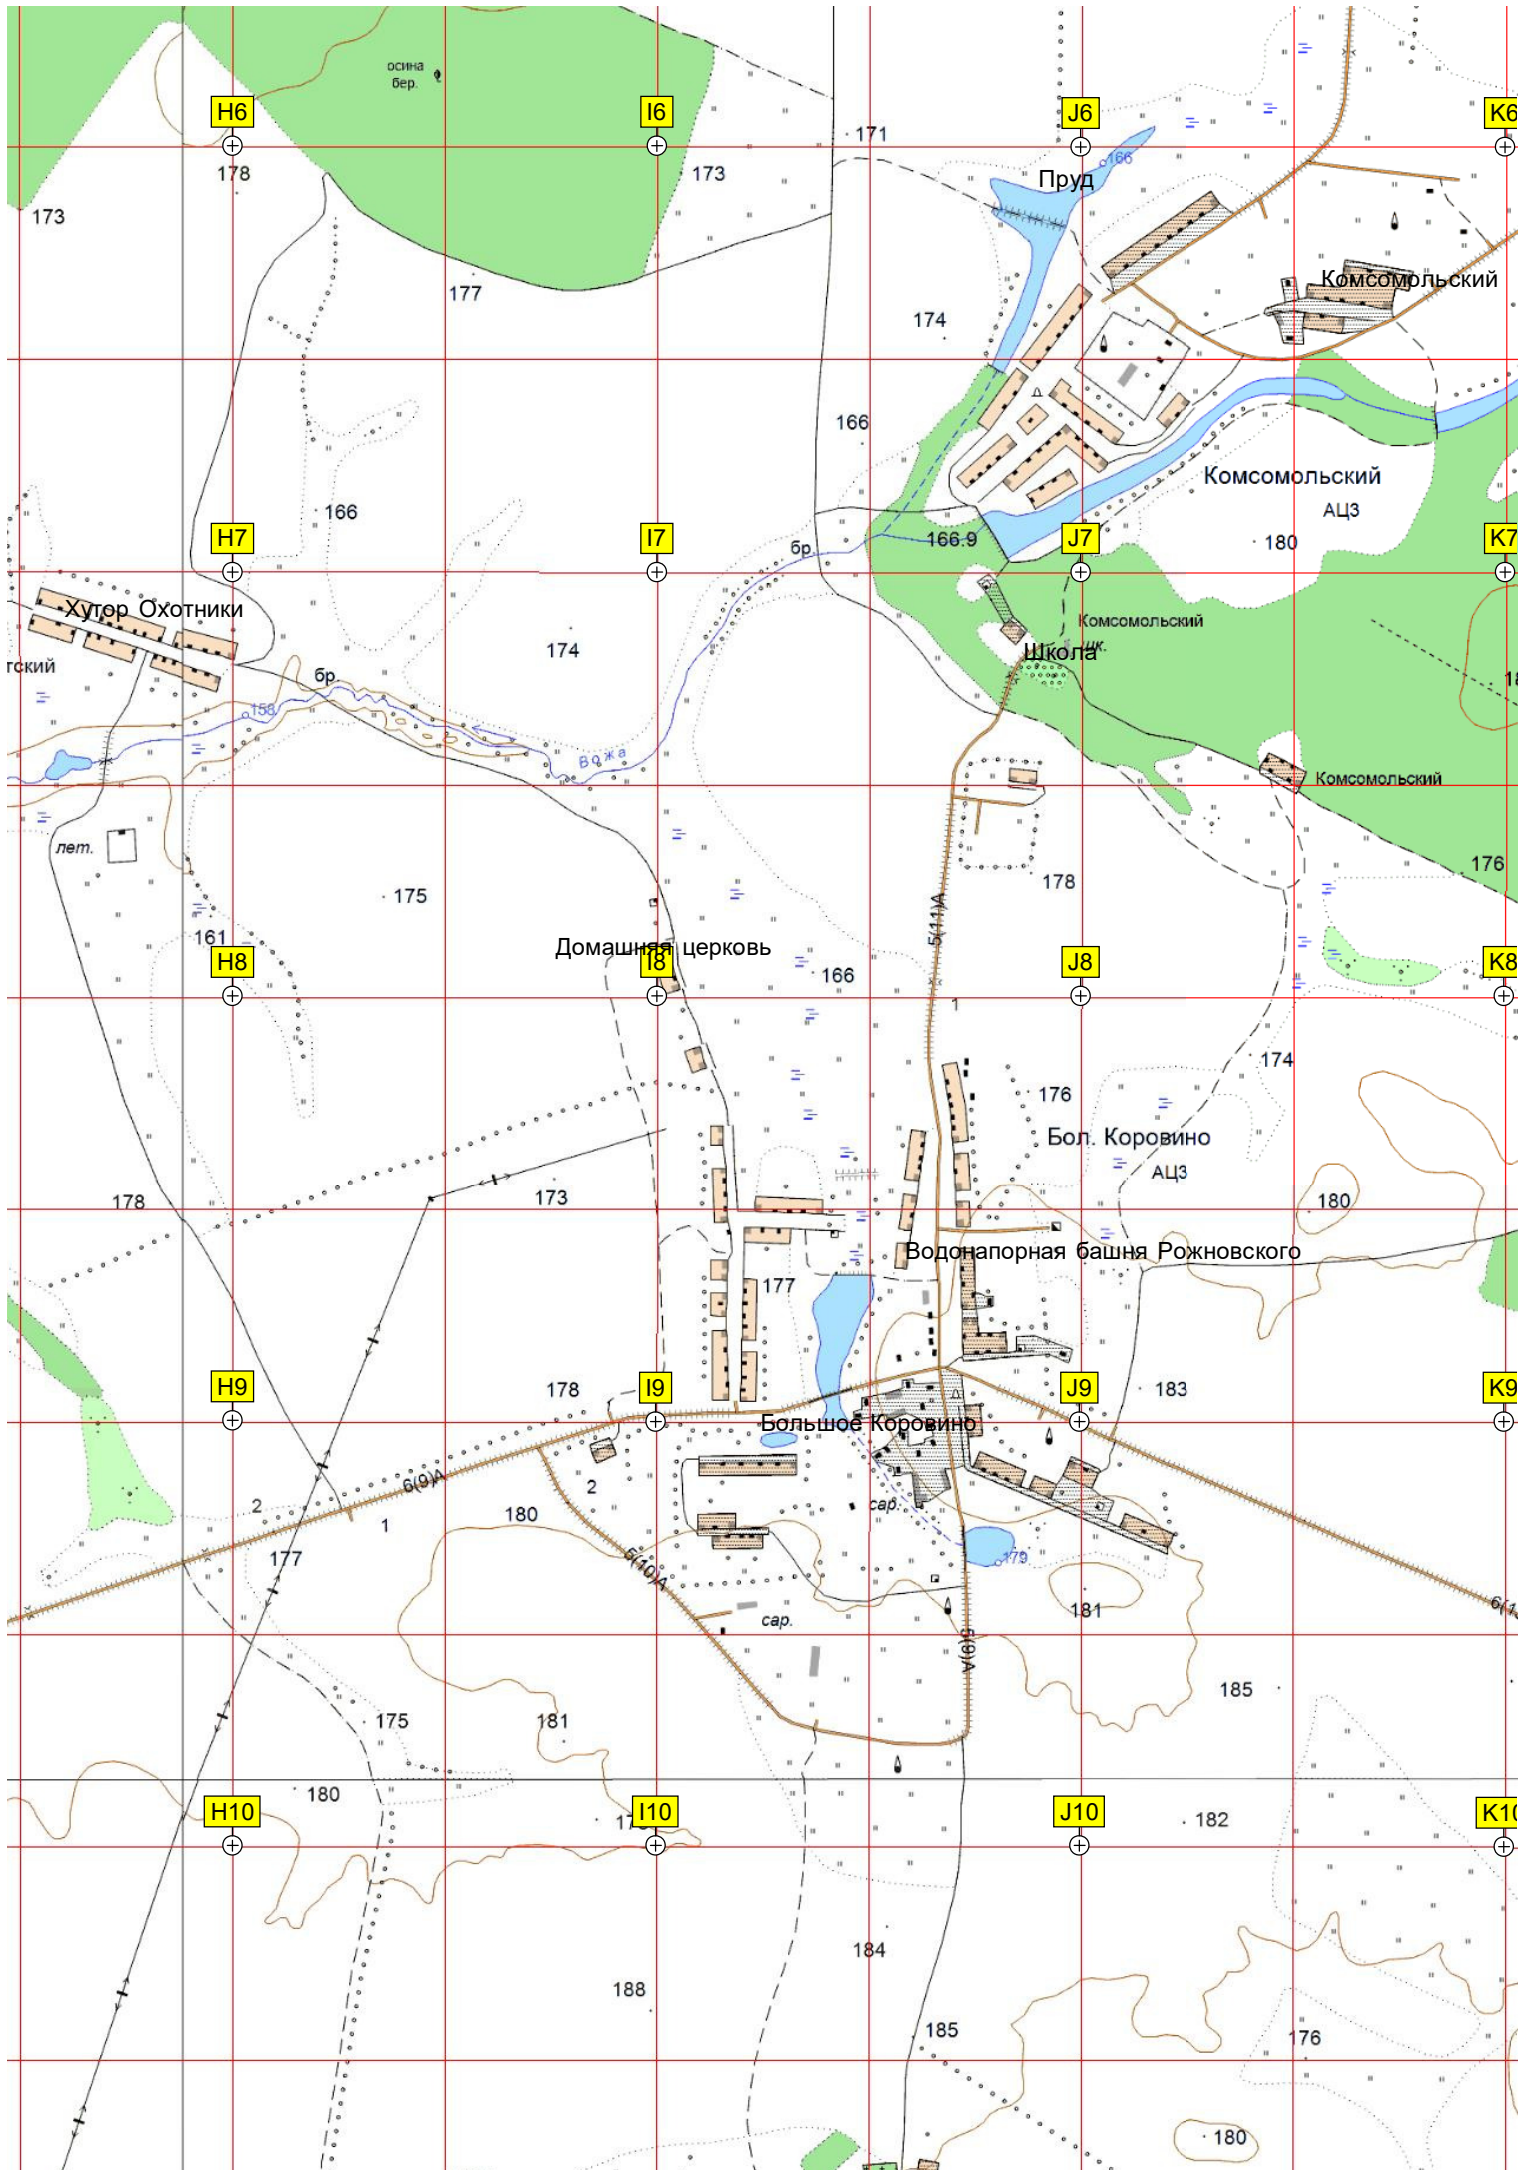 осина
бер.
H6
I6
J6
K6
171
166
178
173
Пруд
173
177
174
Комсомольский
166
Комсомольский
АЦЗ
166
H7
I7
J7
K7
бр.
166.9
180
Хутор Охотники
174
Комсомольский
Школа
шк.
тский
бр.
158
Вожа
Комсомольский
лет.
176
175
178
5(11)А
161
Домашняя церковь
H8
I8
J8
K8
166
1
174
176
Бол. Коровино
АЦЗ
178
173
180
Водонапорная башня Рожновского
177
H9
I9
J9
K9
178
183
Большое Коровино
6(9)А
2
2
180
1
сар.
177
5(10)А
179
181
6(1
сар.
5(9)А
185
175
181
180
H10
I10
J10
K10
182
184
188
185
176
180